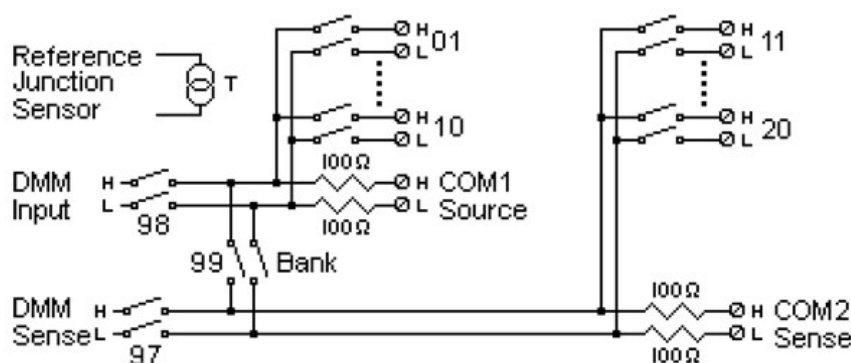 H 01
L
H 11
L
Reference
Junction
Sensor
T
H 10
L
H 20
L
100Ω
DMM H
Input L
98
H COM1
L Source
100Ω
99 Bank
100Ω
DMM H
Sense L
97
H COM2
L Sense
100Ω